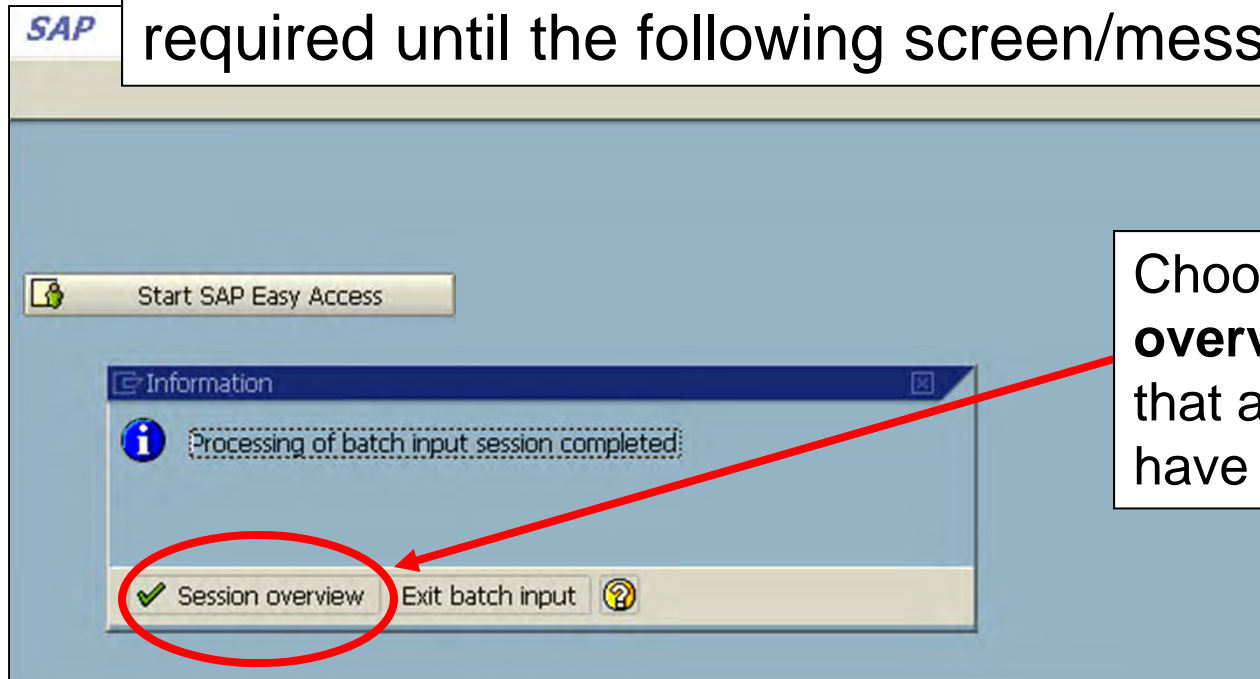 SAP
required until the following screen/mess
Start SAP Easy Access
Choo
overv
that a
have
Information
Processing of batch input session completed
Session overview
Exit batch input